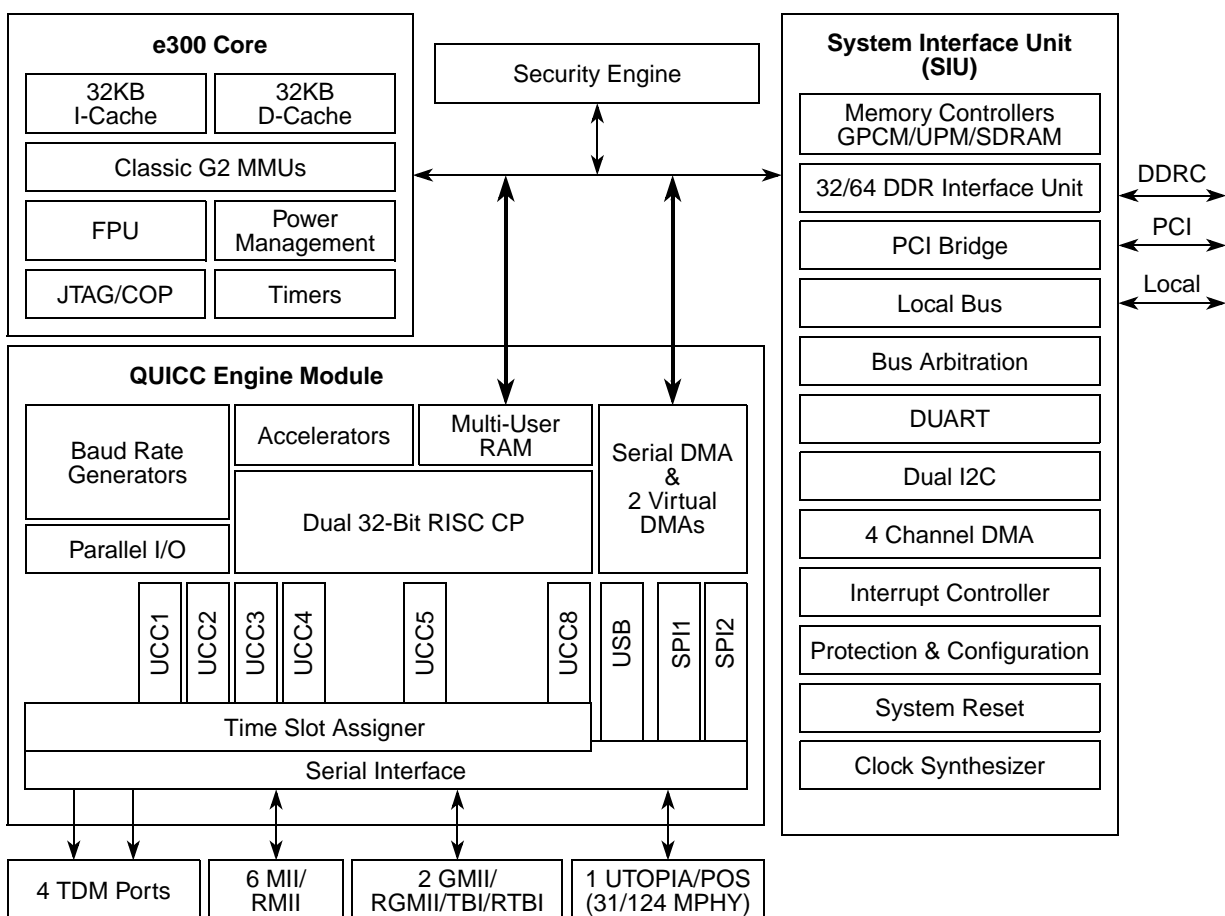 e300 Core
32KB
I-Cache
32KB
D-Cache
Classic G2 MMUs
FPU
Power
Management
JTAG/COP
Timers
Security Engine
System Interface Unit
(SIU)
Memory Controllers
GPCM/UPM/SDRAM
32/64 DDR Interface Unit
PCI Bridge
Local Bus
Bus Arbitration
DUART
Dual I2C
4 Channel DMA
Interrupt Controller
Protection & Configuration
System Reset
Clock Synthesizer
DDRC
PCI
Local
QUICC Engine Module
Baud Rate
Generators
Parallel I/O
Accelerators
Multi-User
RAM
Dual 32-Bit RISC CP
Serial DMA
&
2 Virtual
DMAs
UCC1
UCC2
UCC3
UCC4
UCC5
UCC8
USB
SPI1
SPI2
Time Slot Assigner
Serial Interface
4 TDM Ports
6 MII/
RMII
2 GMII/
RGMII/TBI/RTBI
1 UTOPIA/POS
(31/124 MPHY)